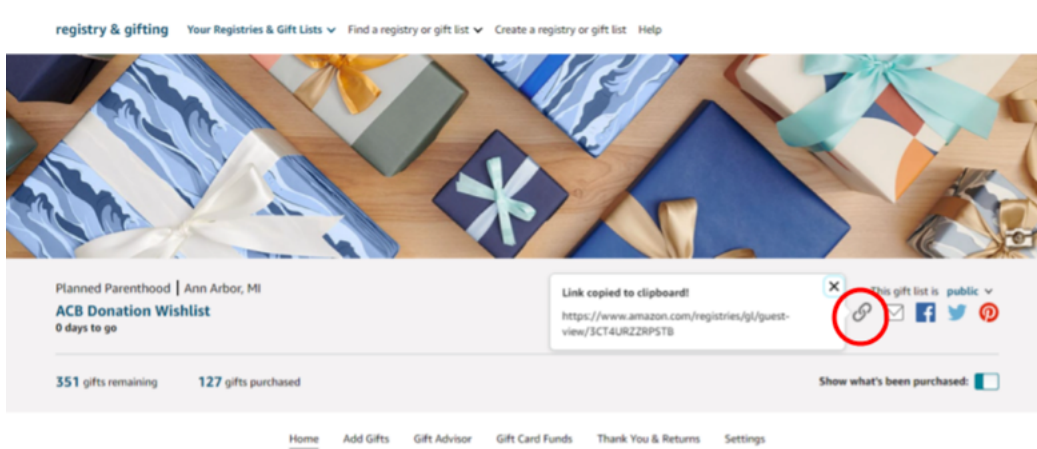 registry & gifting Your Registries & Gift Lists Find a registry or gift list Create a registry or gift list Help
Planned Parenthood | Ann Arbor, MI
ACB Donation Wishlist
0 days to go
Link copied to clipboard!
https://www.amazon.com/registries/gl/guest-
view/3CT4URZZRPSTB
This gift list is public
351 gifts remaining 127 gifts purchased
Show what's been purchased:
Home Add Gifts Gift Advisor Gift Card Funds Thank You & Returns Settings